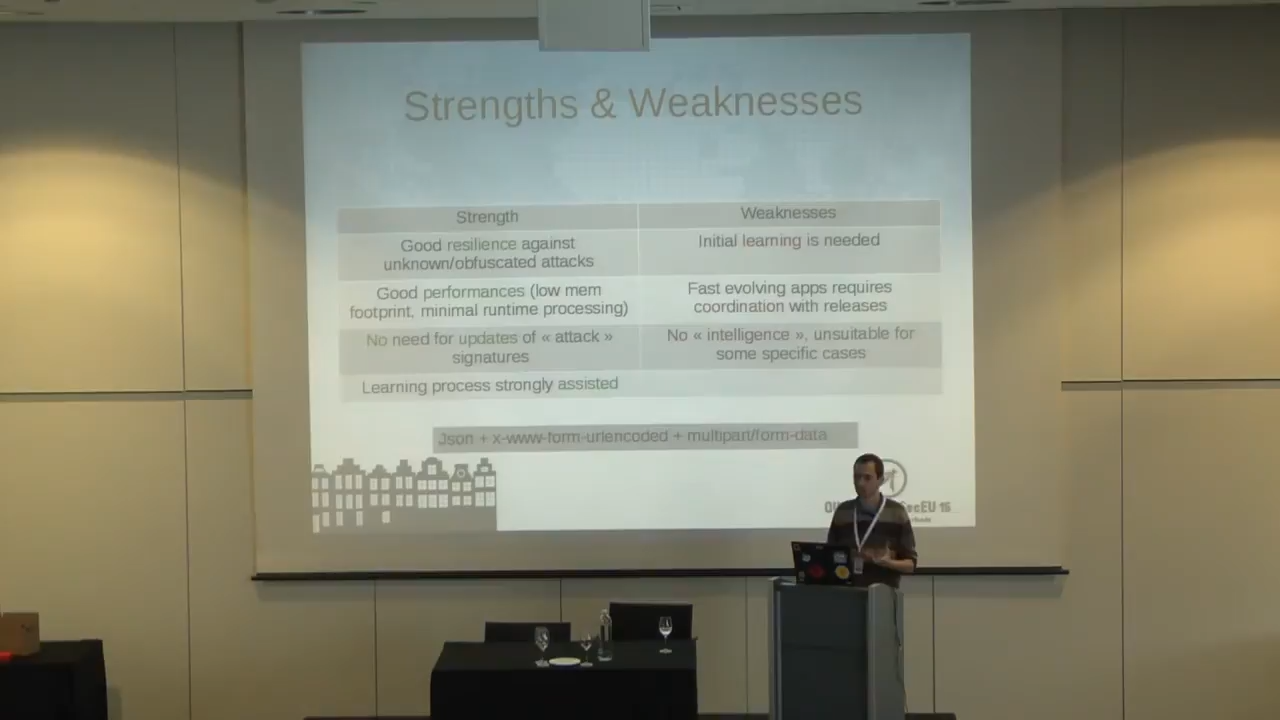 Strengths & Weaknesses
Strength
Weaknesses
Good resilience against
unknown/obfuscated attacks
Initial learning is needed
Good performances (low mem
footprint, minimal runtime processing)
Fast evolving apps requires
coordination with releases
No need for updates of « attack »
signatures
No « intelligence », unsuitable for
some specific cases
Learning process strongly assisted
Json + x-www-form-urlencoded + multipart/form-data
SecEU 15